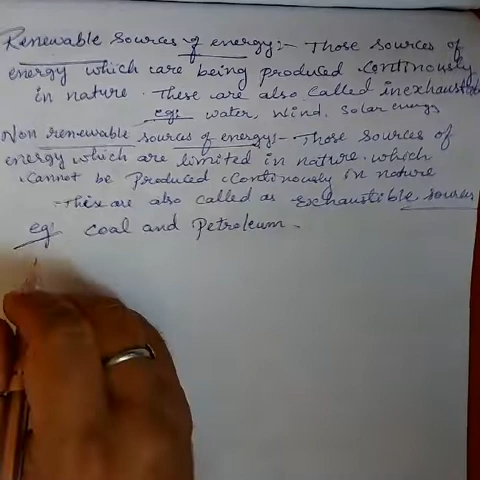 Renewable Sources of energy:- Those sources of
energy which are being produced continously
in nature. These are also called inexhaustible
eg:- water, wind, solar energy
Non renewable sources of energy:- Those sources of
energy which are limited in nature. which
cannot be produced continously in nature
- These are also called as exhaustible sources
eg:- Coal and Petroleum.